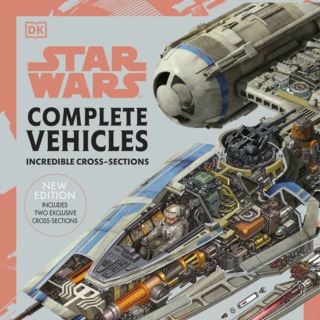 DK
STAR
WARS
COMPLETE
VEHICLES
INCREDIBLE CROSS-SECTIONS
NEW
EDITION
INCLUDES
TWO EXCLUSIVE
CROSS-SECTIONS